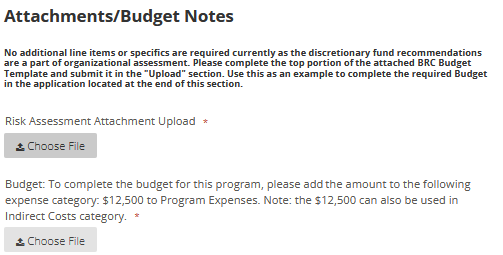 Attachments/Budget Notes
No additional line items or specifics are required currently as the discretionary fund recommendations
are a part of organizational assessment. Please complete the top portion of the attached BRC Budget
Template and submit it in the "Upload" section. Use this as an example to complete the required Budget
in the application located at the end of this section.
Risk Assessment Attachment Upload *
Choose File
Budget: To complete the budget for this program, please add the amount to the following
expense category: $12,500 to Program Expenses. Note: the $12,500 can also be used in
Indirect Costs category. *
Choose File